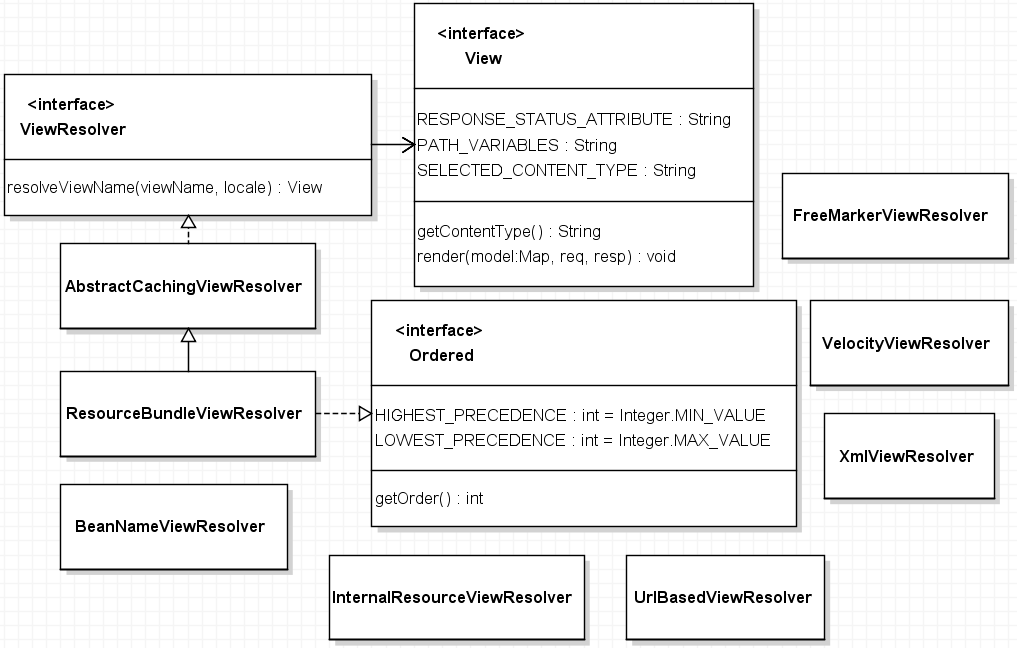 <interface>
View
RESPONSE_STATUS_ATTRIBUTE : String
PATH_VARIABLES : String
SELECTED_CONTENT_TYPE : String
getContentType() : String
render(model:Map, req, resp) : void
<interface>
ViewResolver
resolveViewName(viewName, locale) : View
FreeMarkerViewResolver
AbstractCachingViewResolver
<interface>
Ordered
HIGHEST_PRECEDENCE : int = Integer.MIN_VALUE
LOWEST_PRECEDENCE : int = Integer.MAX_VALUE
getOrder() : int
VelocityViewResolver
ResourceBundleViewResolver
XmlViewResolver
BeanNameViewResolver
InternalResourceViewResolver
UrlBasedViewResolver